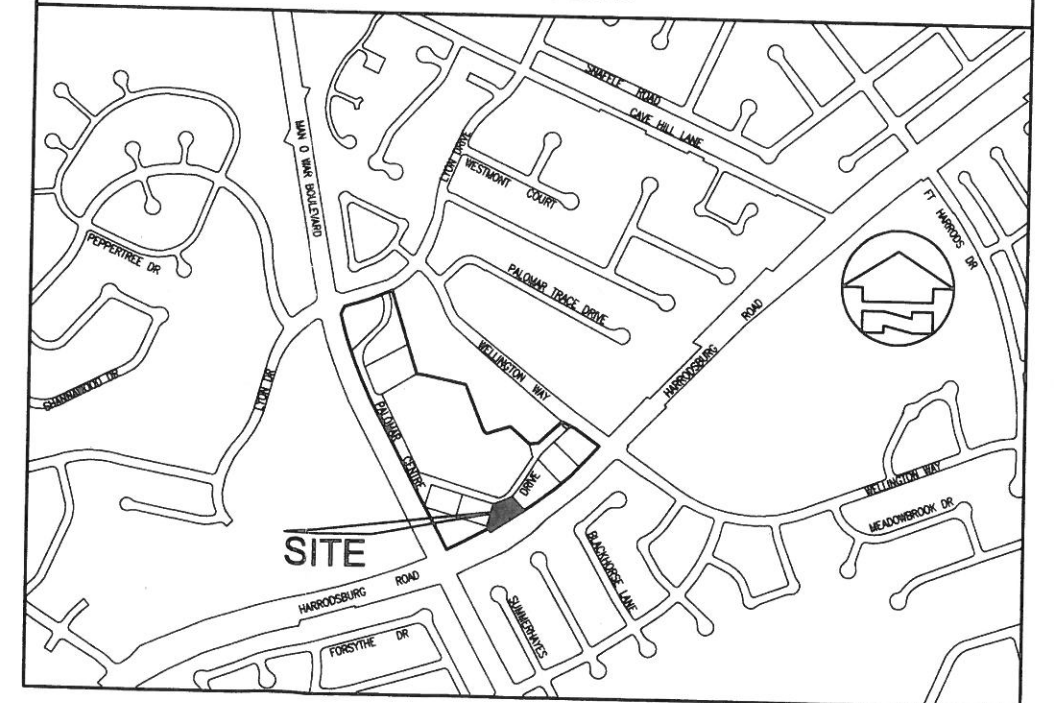 SNAFFLE ROAD
CAVE HILL LANE
MAN O WAR BOULEVARD
LYON DRIVE
WESTMONT COURT
FT HARRODS DR
PEPPERTREE DR
PALOMAR TRACE DRIVE
HARRODSBURG ROAD
WELLINGTON WAY
SHANNAWOOD DR
LYON DR
PALOMAR CENTRE DRIVE
WELLINGTON WAY
MEADOWBROOK DR
SITE
BLACKHORSE LANE
HARRODSBURG ROAD
SUMMERHAYES
FORSYTHE DR